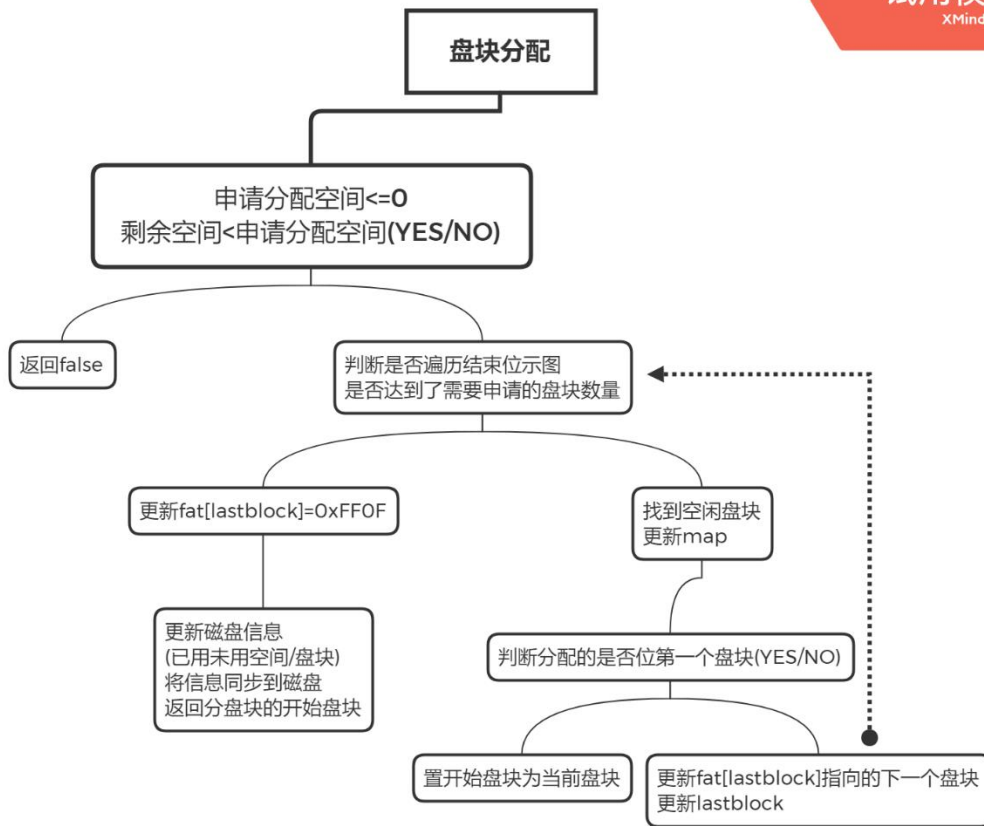 XMind
盘块分配
申请分配空间<=0
剩余空间<申请分配空间(YES/NO)
返回false
判断是否遍历结束位示图
是否达到了需要申请的盘块数量
更新fat[lastblock]=0xFF0F
找到空闲盘块
更新map
更新磁盘信息
(已用未用空间/盘块)
将信息同步到磁盘
返回分盘块的开始盘块
判断分配的是否位第一个盘块(YES/NO)
置开始盘块为当前盘块
更新fat[lastblock]指向的下一个盘块
更新lastblock